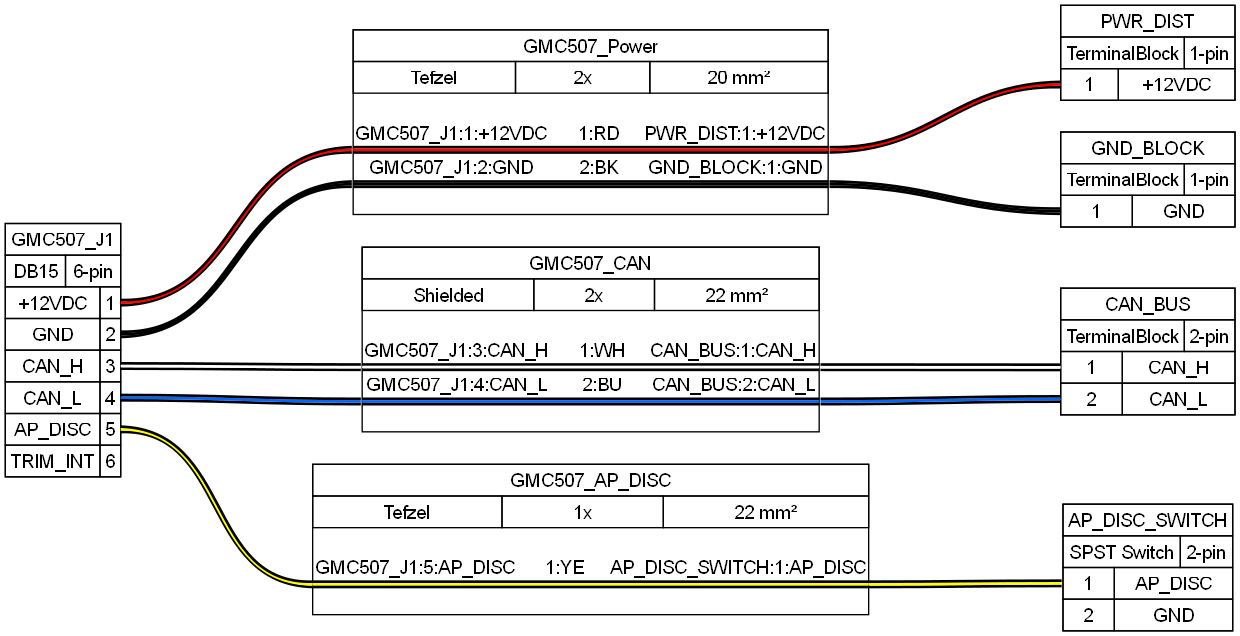 GMC507_J1
DB15 6-pin
+12VDC 1
GND 2
CAN_H 3
CAN_L 4
AP_DISC 5
TRIM_INT 6
GMC507_Power
Tefzel 2x 20 mm²
GMC507_J1:1:+12VDC 1:RD PWR_DIST:1:+12VDC
GMC507_J1:2:GND 2:BK GND_BLOCK:1:GND
GMC507_CAN
Shielded 2x 22 mm²
GMC507_J1:3:CAN_H 1:WH CAN_BUS:1:CAN_H
GMC507_J1:4:CAN_L 2:BU CAN_BUS:2:CAN_L
GMC507_AP_DISC
Tefzel 1x 22 mm²
GMC507_J1:5:AP_DISC 1:YE AP_DISC_SWITCH:1:AP_DISC
PWR_DIST
TerminalBlock 1-pin
1 +12VDC
GND_BLOCK
TerminalBlock 1-pin
1 GND
CAN_BUS
TerminalBlock 2-pin
1 CAN_H
2 CAN_L
AP_DISC_SWITCH
SPST Switch 2-pin
1 AP_DISC
2 GND